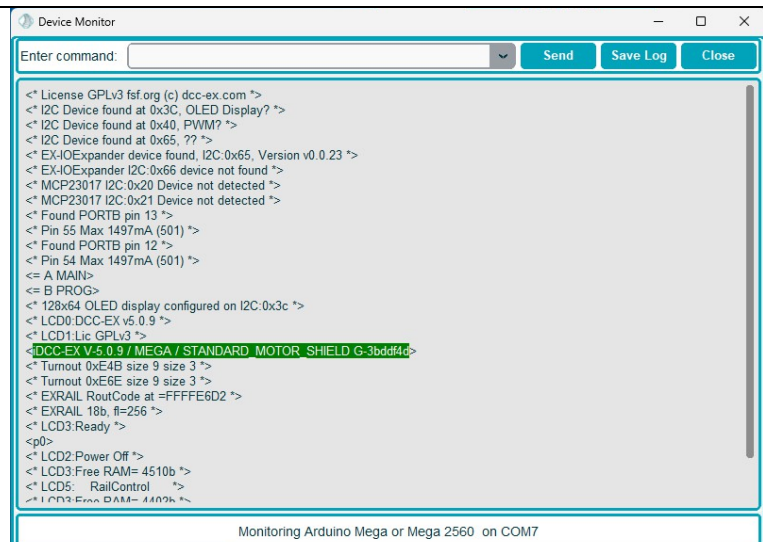 Device Monitor
Enter command:
Send
Save Log
Close
<* License GPLv3 fsf.org (c) dcc-ex.com *>
<* I2C Device found at 0x3C, OLED Display? *>
<* I2C Device found at 0x40, PWM? *>
<* I2C Device found at 0x65, ?? *>
<* EX-IOExpander device found, I2C:0x65, Version v0.0.23 *>
<* EX-IOExpander I2C:0x66 device not found *>
<* MCP23017 I2C:0x20 Device not detected *>
<* MCP23017 I2C:0x21 Device not detected *>
<* Found PORTB pin 13 *>
<* Pin 55 Max 1497mA (501) *>
<* Found PORTB pin 12 *>
<* Pin 54 Max 1497mA (501) *>
<= A MAIN>
<= B PROG>
<* 128x64 OLED display configured on I2C:0x3c *>
<* LCD0:DCC-EX v5.0.9 *>
<* LCD1:Lic GPLv3 *>
<iDCC-EX V-5.0.9 / MEGA / STANDARD_MOTOR_SHIELD G-3bddf4d>
<* Turnout 0xE4B size 9 size 3 *>
<* Turnout 0xE6E size 9 size 3 *>
<* EXRAIL RoutCode at =FFFFE6D2 *>
<* EXRAIL 18b, fl=256 *>
<* LCD3:Ready *>
<p0>
<* LCD2:Power Off *>
<* LCD3:Free RAM= 4510b *>
<* LCD5:    RailControl     *>
<* LCD3:Free RAM= 4402b *>
Monitoring Arduino Mega or Mega 2560  on COM7